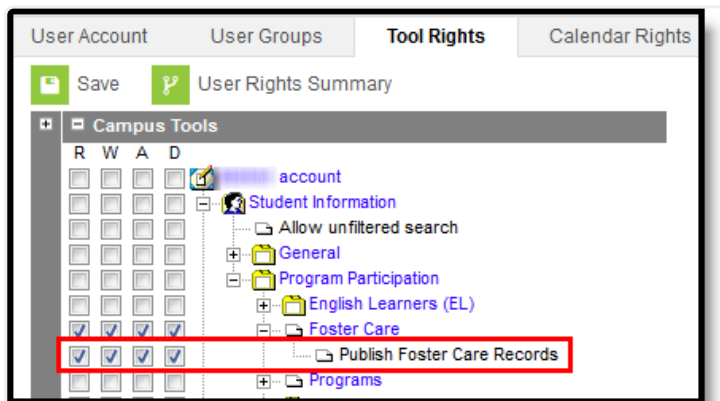 User Account User Groups Tool Rights Calendar Rights
Save User Rights Summary
Campus Tools
R W A D
account
Student Information
Allow unfiltered search
General
Program Participation
English Learners (EL)
Foster Care
Publish Foster Care Records
Programs